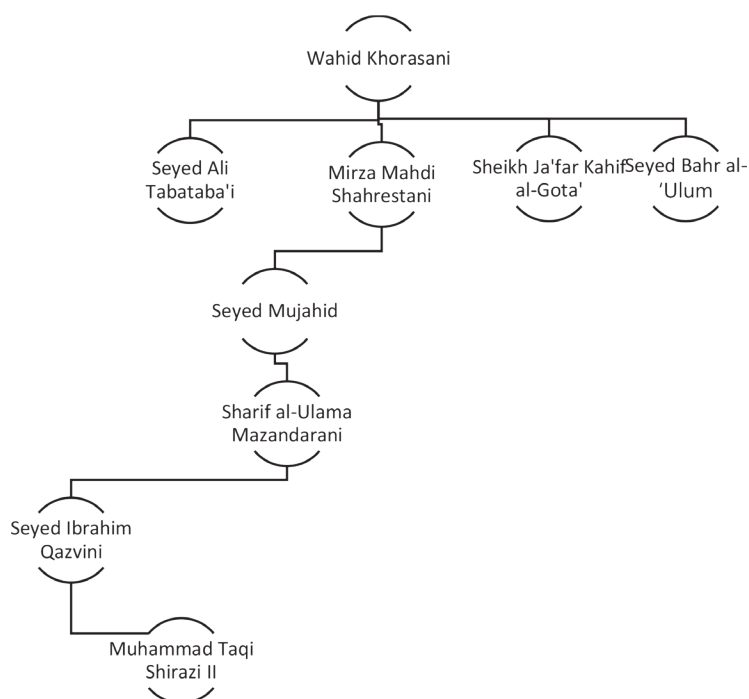 Wahid Khorasani
Seyed Ali
Tabataba'i
Mirza Mahdi
Shahrestani
Sheikh Ja'far Kahif
al-Gota'
Seyed Bahr al-
‘Ulum
Seyed Mujahid
Sharif al-Ulama
Mazandarani
Seyed Ibrahim
Qazvini
Muhammad Taqi
Shirazi II